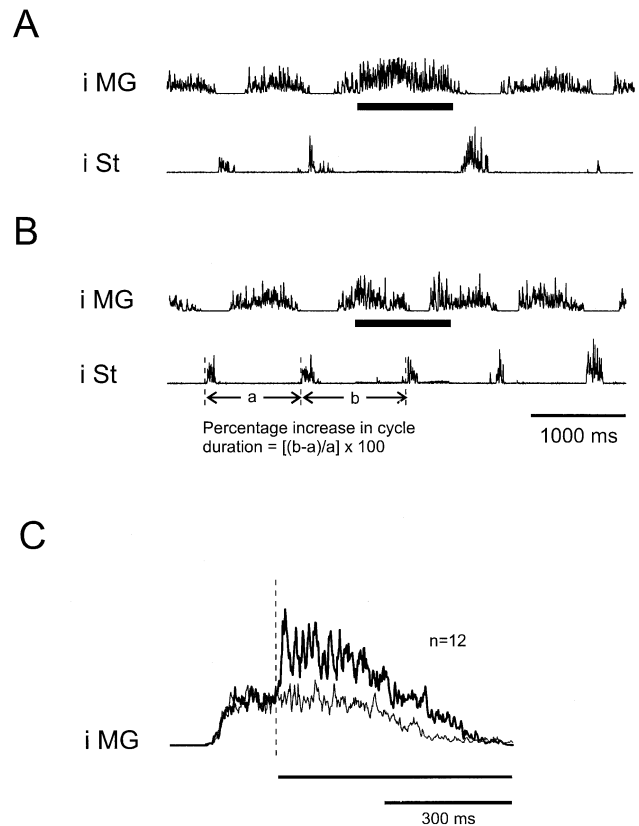 A
i MG
i St
B
i MG
i St
a
b
Percentage increase in cycle
duration = [(b-a)/a] x 100
1000 ms
C
n=12
i MG
300 ms